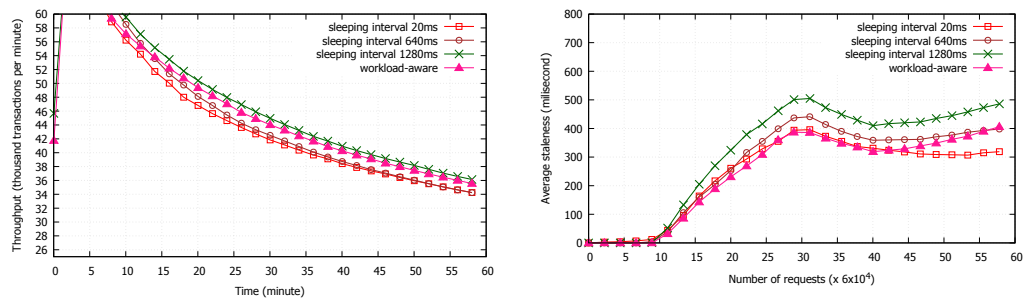 60
58
56
54
52
50
48
46
44
42
40
38
36
34
32
30
28
26
0 5 10 15 20 25 30 35 40 45 50 55 60
Throughput (thousand transactions per minute)
Time (minute)
sleeping interval 20ms
sleeping interval 640ms
sleeping interval 1280ms
workload-aware
800
700
600
500
400
300
200
100
0
0 5 10 15 20 25 30 35 40 45 50 55 60
Average staleness (milisecond)
Number of requests (x 6x10⁴)
sleeping interval 20ms
sleeping interval 640ms
sleeping interval 1280ms
workload-aware